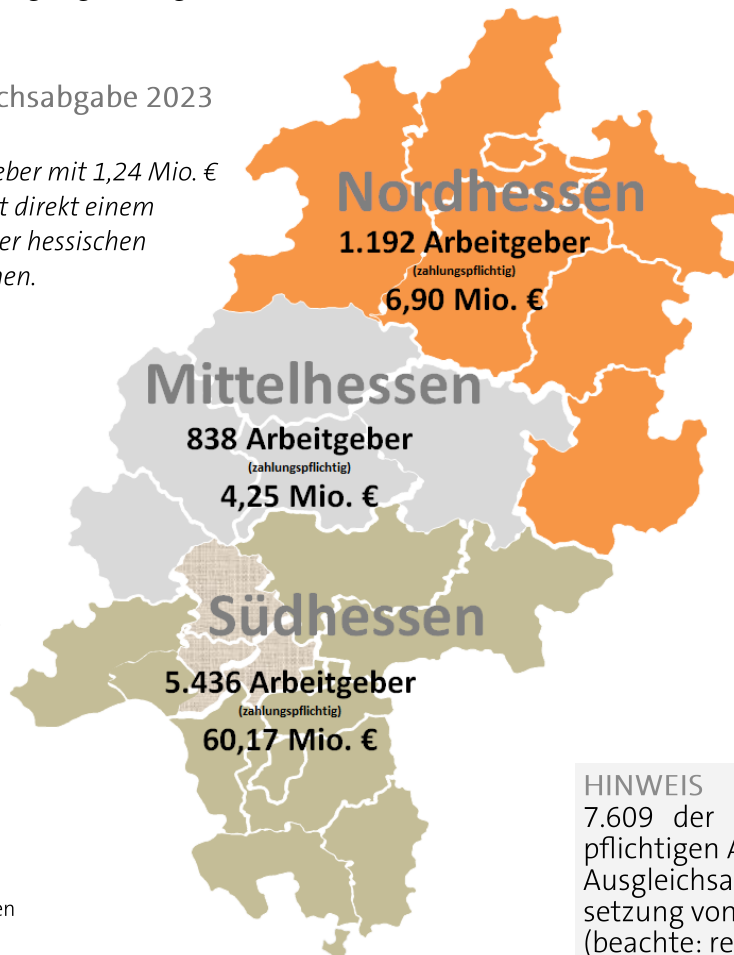 chsabgabe 2023
eber mit 1,24 Mio. €
t direkt einem
er hessischen
nen.
Nordhessen
1.192 Arbeitgeber
(zahlungspflichtig)
6,90 Mio. €
Mittelhessen
838 Arbeitgeber
(zahlungspflichtig)
4,25 Mio. €
Südhessen
5.436 Arbeitgeber
(zahlungspflichtig)
60,17 Mio. €
HINWEIS
7.609 der
pflichtigen A
Ausgleichsa
setzung von
(beachte: re
en